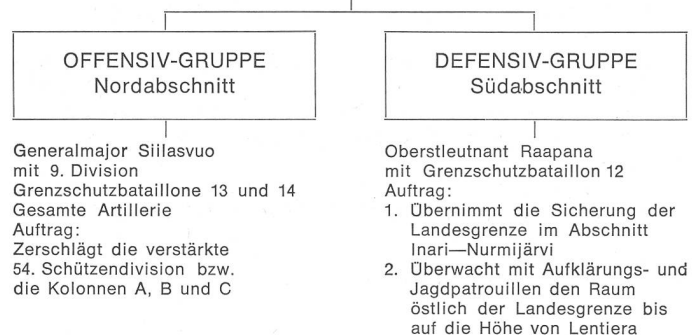 OFFENSIV-GRUPPE
Nordabschnitt
Generalmajor Siilasvuo
mit 9. Division
Grenzschutzbataillone 13 und 14
Gesamte Artillerie
Auftrag:
Zerschlägt die verstärkte
54. Schützendivision bzw.
die Kolonnen A, B und C
DEFENSIV-GRUPPE
Südabschnitt
Oberstleutnant Raapana
mit Grenzschutzbataillon 12
Auftrag:
1. Übernimmt die Sicherung der
Landesgrenze im Abschnitt
Inari—Nurmijärvi
2. Überwacht mit Aufklärungs- und
Jagdpatrouillen den Raum
östlich der Landesgrenze bis
auf die Höhe von Lentiera